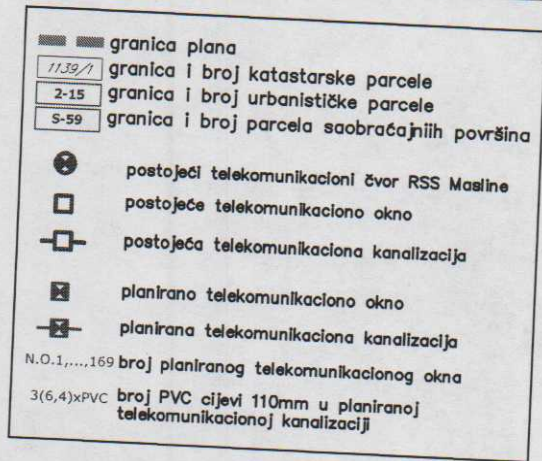 granica plana
1139/1 granica i broj katastarske parcele
2-15 granica i broj urbanističke parcele
S-59 granica i broj parcela saobraćajniih površina
postojeći telekomunikacioni čvor RSS Masline
postojeće telekomunikaciono okno
postojeća telekomunikaciona kanalizacija
planirano telekomunikaciono okno
planirana telekomunikaciona kanalizacija
N.O.1,...,169 broj planiranog telekomunikacionog okna
3(6,4)xPVC broj PVC cijevi 110mm u planiranoj
telekomunikacionoj kanalizaciji